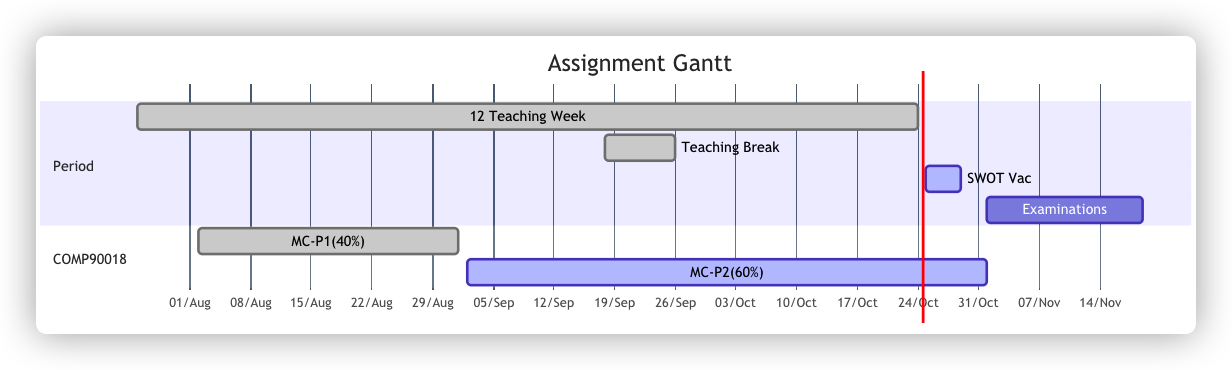 Assignment Gantt
12 Teaching Week
Teaching Break
Period
SWOT Vac
Examinations
MC-P1(40%)
COMP90018
MC-P2(60%)
01/Aug 08/Aug 15/Aug 22/Aug 29/Aug 05/Sep 12/Sep 19/Sep 26/Sep 03/Oct 10/Oct 17/Oct 24/Oct 31/Oct 07/Nov 14/Nov